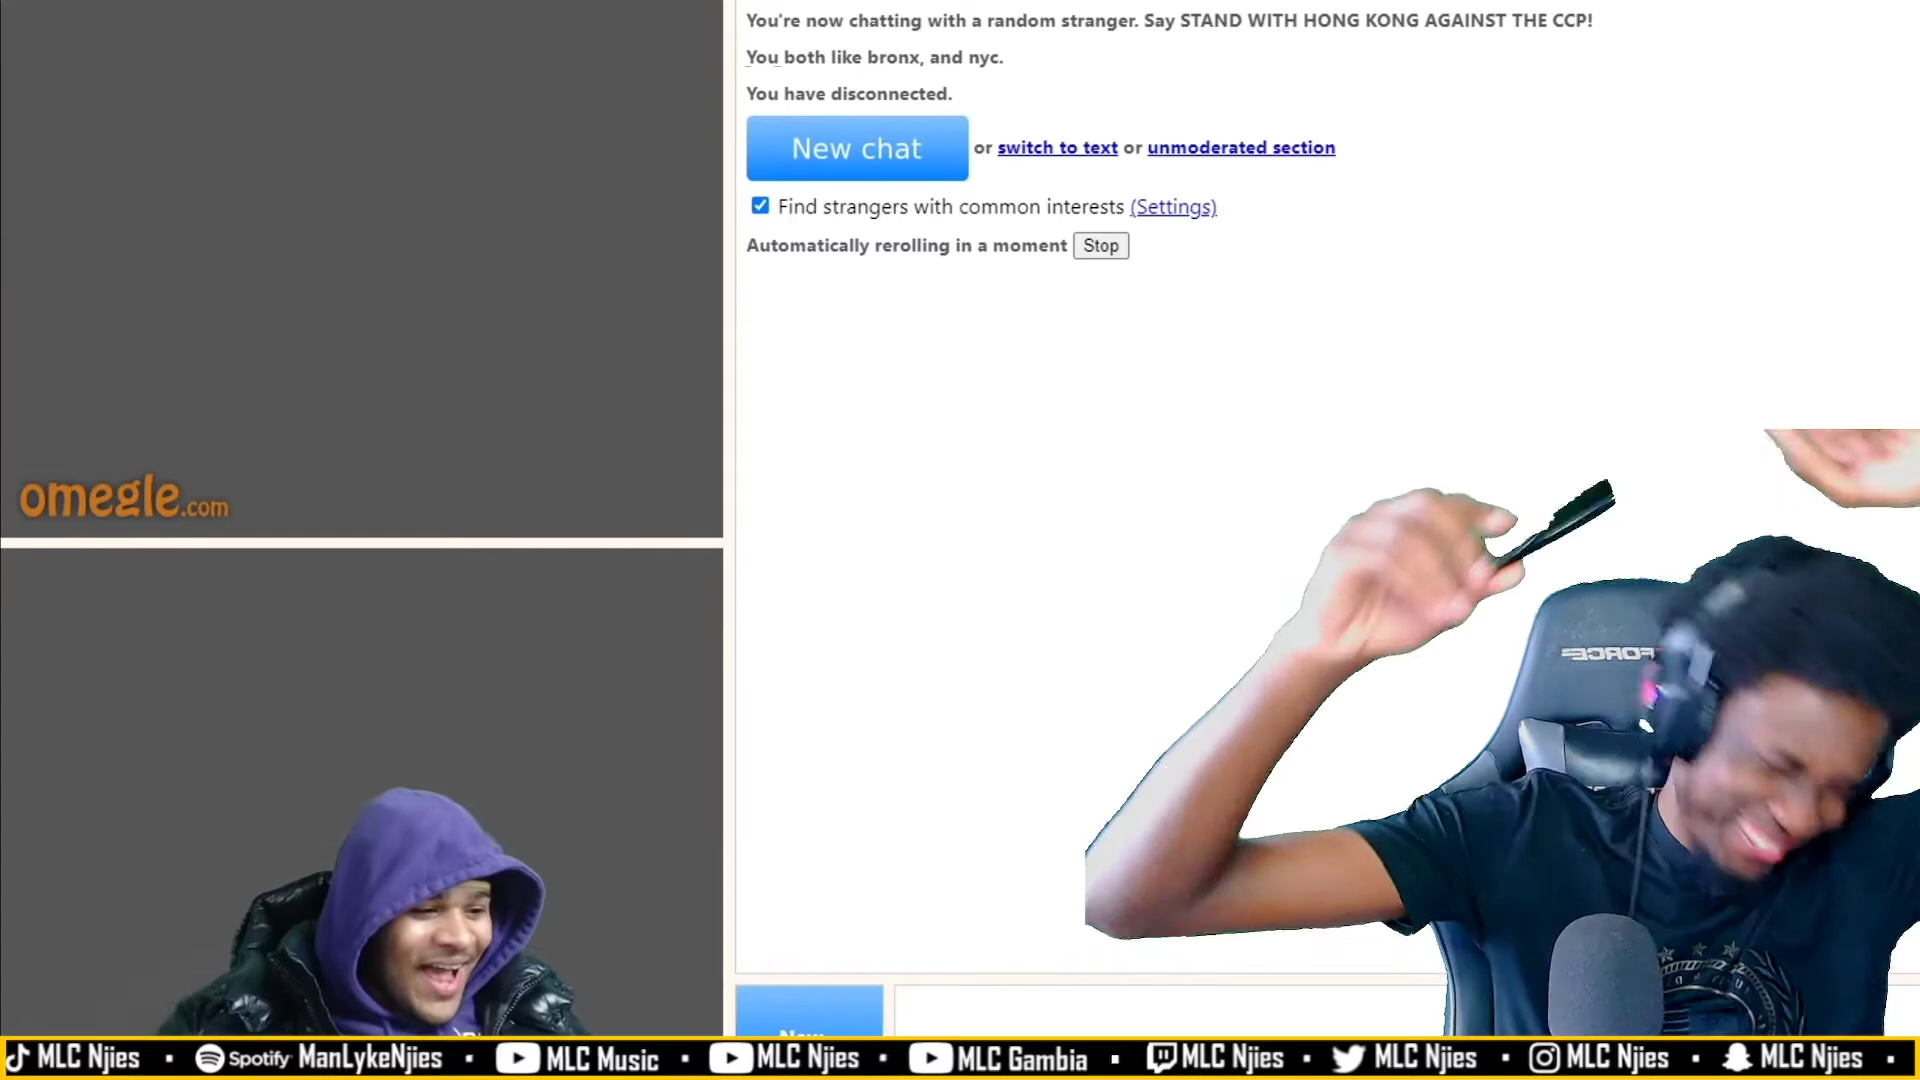 You're now chatting with a random stranger. Say STAND WITH HONG KONG AGAINST THE CCP!
You both like bronx, and nyc.
You have disconnected.
New chat or switch to text or unmoderated section
Find strangers with common interests (Settings)
Automatically rerolling in a moment Stop
omegle.com
FORCE
New
MLC Njies · Spotify ManLykeNjies · MLC Music · MLC Njies · MLC Gambia · MLC Njies · MLC Njies · MLC Njies · MLC Njies ·